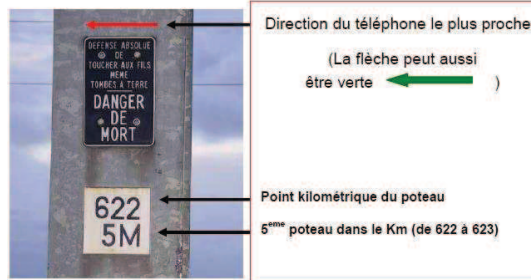 DEFENSE ABSOLUE
DE
TOUCHER AUX FILS
MEME
TOMBES A TERRE
DANGER
DE
MORT
622
5M
Direction du téléphone le plus proche
(La flèche peut aussi
être verte )
Point kilométrique du poteau
5eme poteau dans le Km (de 622 à 623)